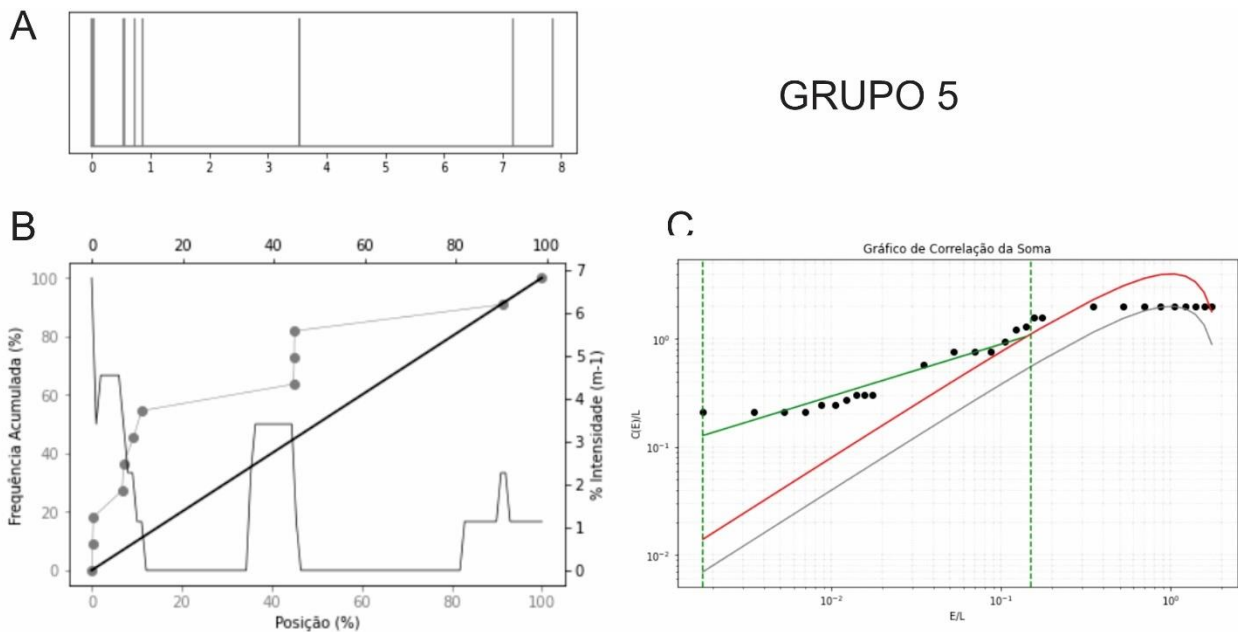 A
GRUPO 5
0 1 2 3 4 5 6 7 8
B
0 20 40 60 80 100
Frequência Acumulada (%)
100
80
60
40
20
0
7
6
5
4
3
2
1
0
% Intensidade (m-1)
0 20 40 60 80 100
Posição (%)
C
Gráfico de Correlação da Soma
C(E)/L
10⁰
10⁻¹
10⁻²
10⁻² 10⁻¹ 10⁰
E/L